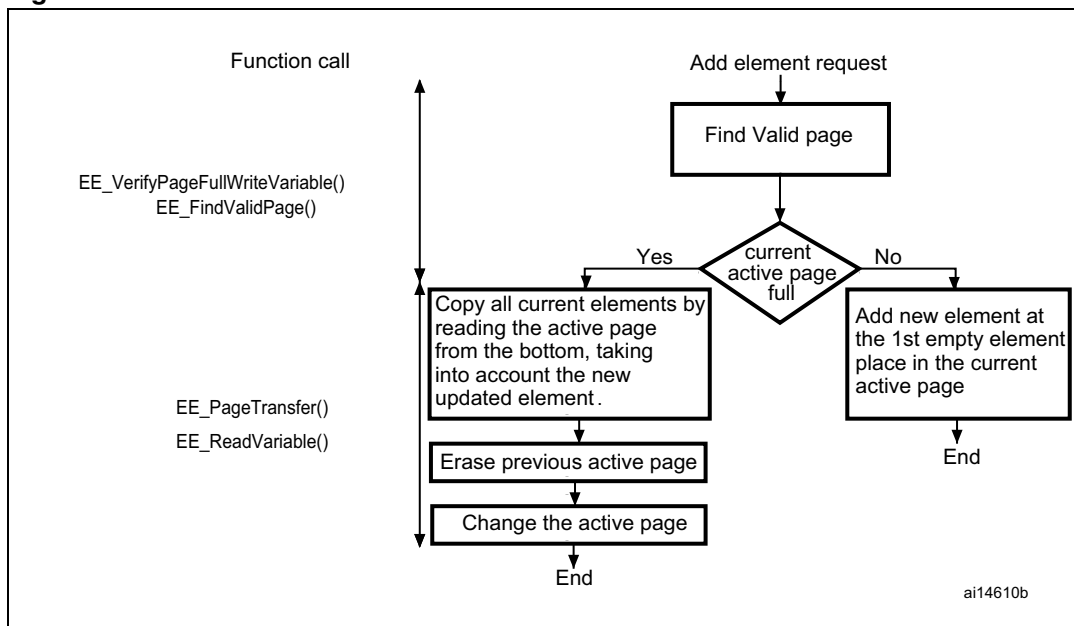 Function call
Add element request
Find Valid page
EE_VerifyPageFullWriteVariable()
EE_FindValidPage()
current
active page
full
Yes
No
Copy all current elements by
reading the active page
from the bottom, taking
into account the new
updated element.
Add new element at
the 1st empty element
place in the current
active page
EE_PageTransfer()
EE_ReadVariable()
End
Erase previous active page
Change the active page
End
ai14610b